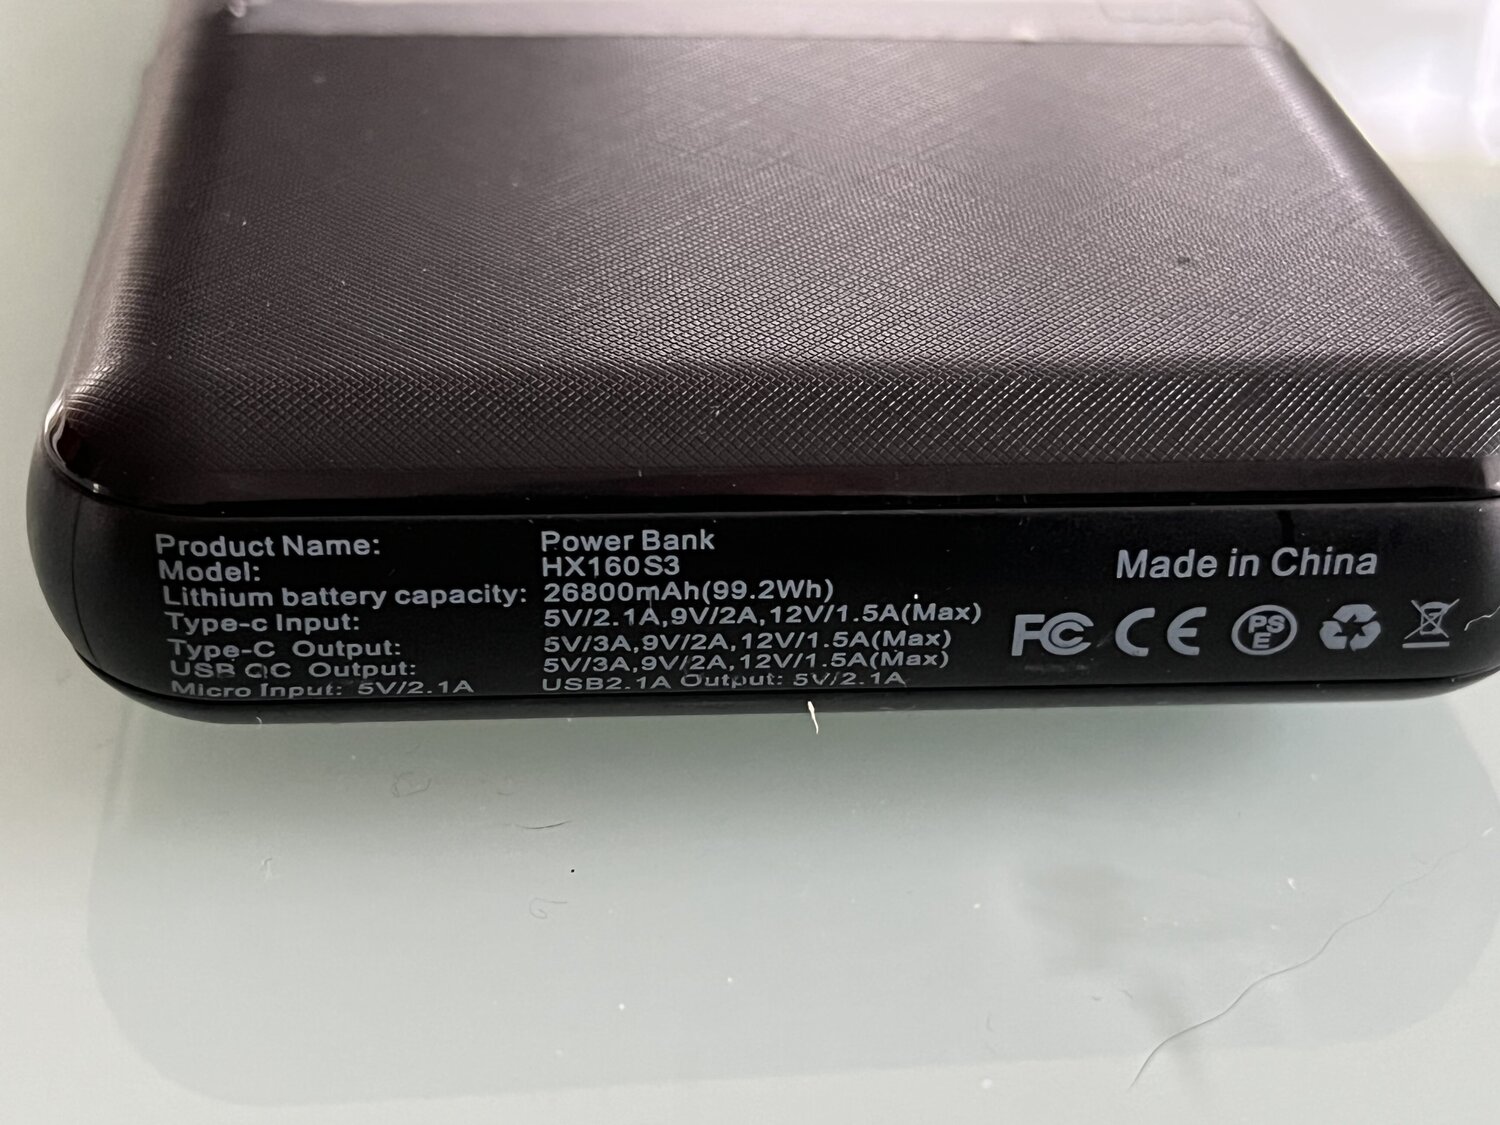 Product Name: Power Bank
Model: HX160S3
Lithium battery capacity: 26800mAh(99.2Wh)
Type-c Input: 5V/2.1A,9V/2A,12V/1.5A(Max)
Type-C Output: 5V/3A,9V/2A,12V/1.5A(Max)
USB QC Output: 5V/3A,9V/2A,12V/1.5A(Max)
Micro Input: 5V/2.1A USB2.1A Output: 5V/2.1A
Made in China
FC CE PSE